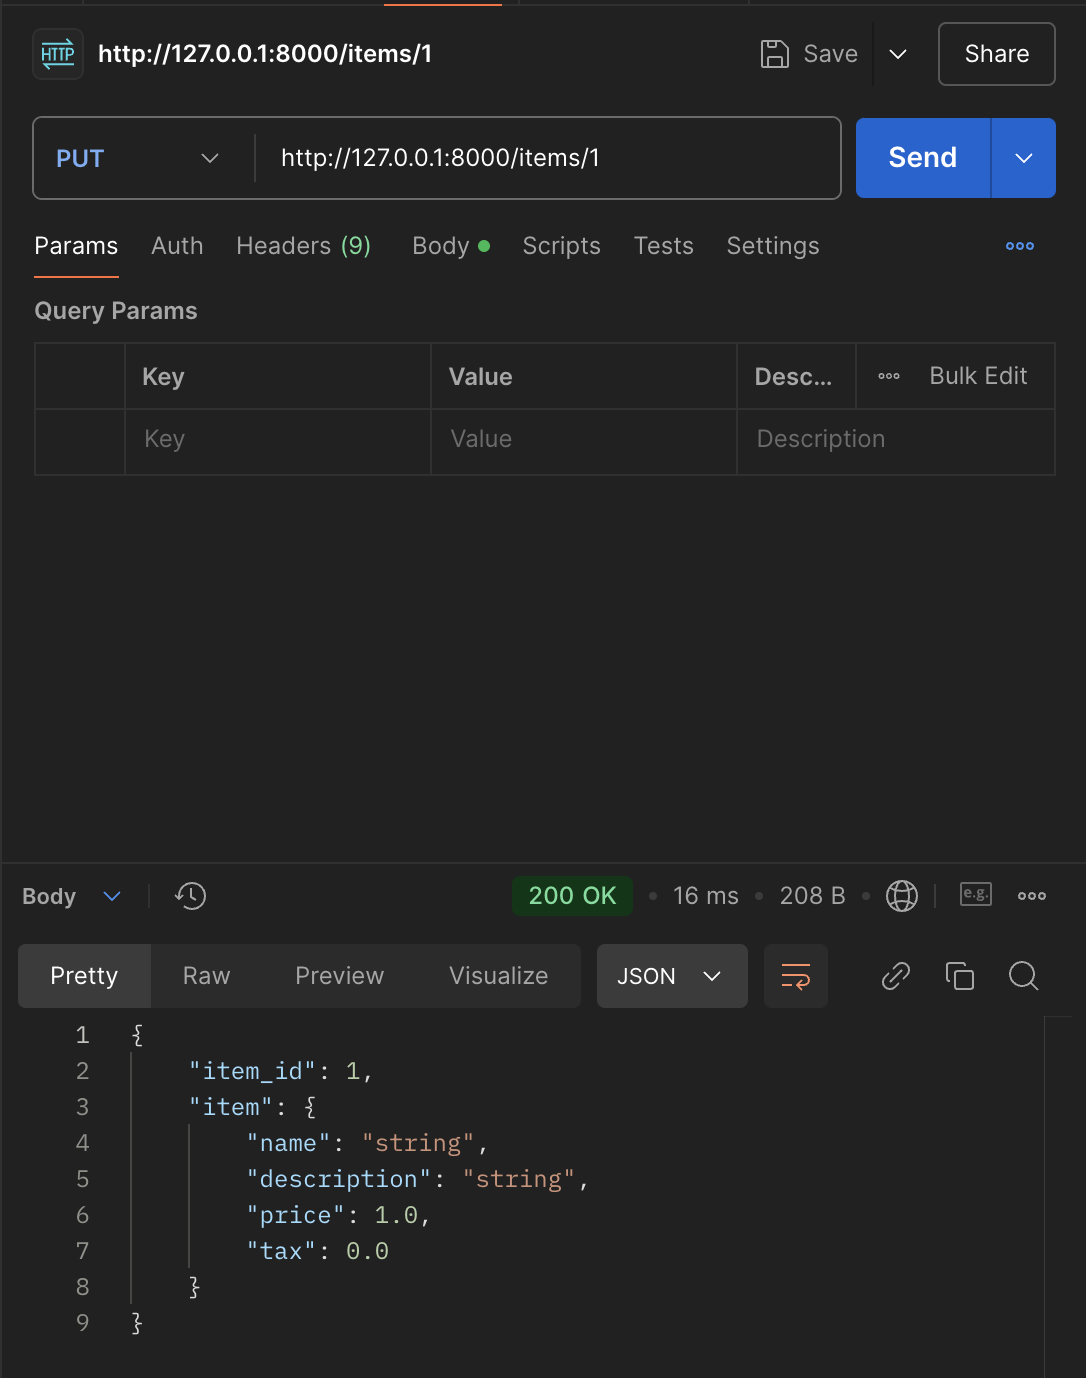 HTTP http://127.0.0.1:8000/items/1 Save Share
PUT http://127.0.0.1:8000/items/1 Send
Params Auth Headers (9) Body Scripts Tests Settings
Query Params
Key Value Desc... Bulk Edit
Key Value Description
Body 200 OK 16 ms 208 B e.g.
Pretty Raw Preview Visualize JSON
1 {
2 "item_id": 1,
3 "item": {
4 "name": "string",
5 "description": "string",
6 "price": 1.0,
7 "tax": 0.0
8 }
9 }